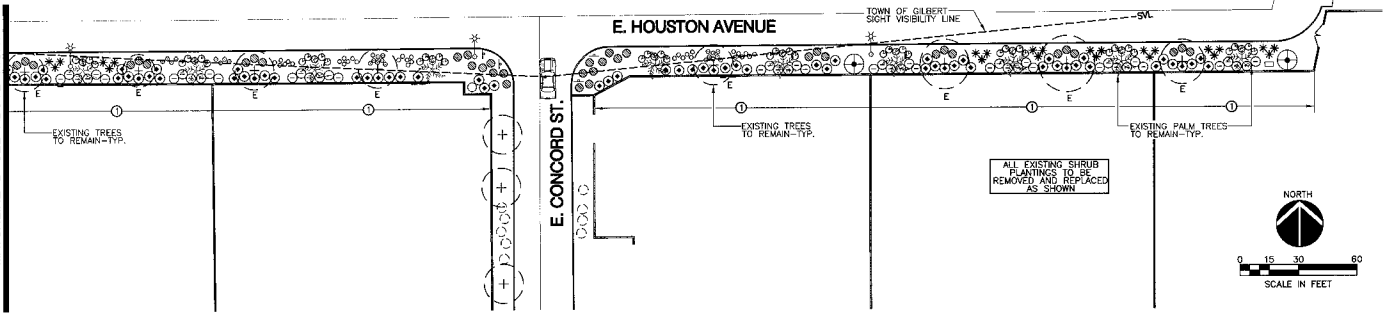 E. HOUSTON AVENUE
TOWN OF GILBERT
SIGHT VISIBILITY LINE
SVL
E
E
E
E
E
E
E
E
1
1
1
1
1
EXISTING TREES
TO REMAIN-TYP.
E. CONCORD ST.
EXISTING TREES
TO REMAIN-TYP.
EXISTING PALM TREES
TO REMAIN-TYP.
ALL EXISTING SHRUB
PLANTINGS TO BE
REMOVED AND REPLACED
AS SHOWN
NORTH
0 15 30 60
SCALE IN FEET